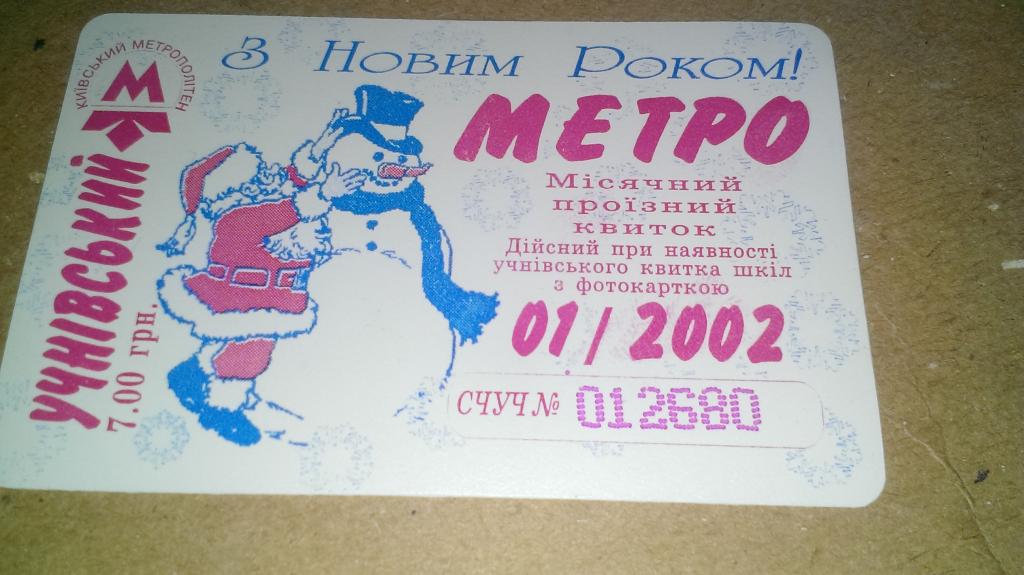 З Новим Роком!
КИЇВСЬКИЙ МЕТРОПОЛІТЕН
М
УЧНІВСЬКИЙ
7.00 грн.
МЕТРО
Місячний
проїзний
квиток
Дійсний при наявності
учнівського квитка шкіл
з фотокарткою
01/2002
СЧУЧ № 012680